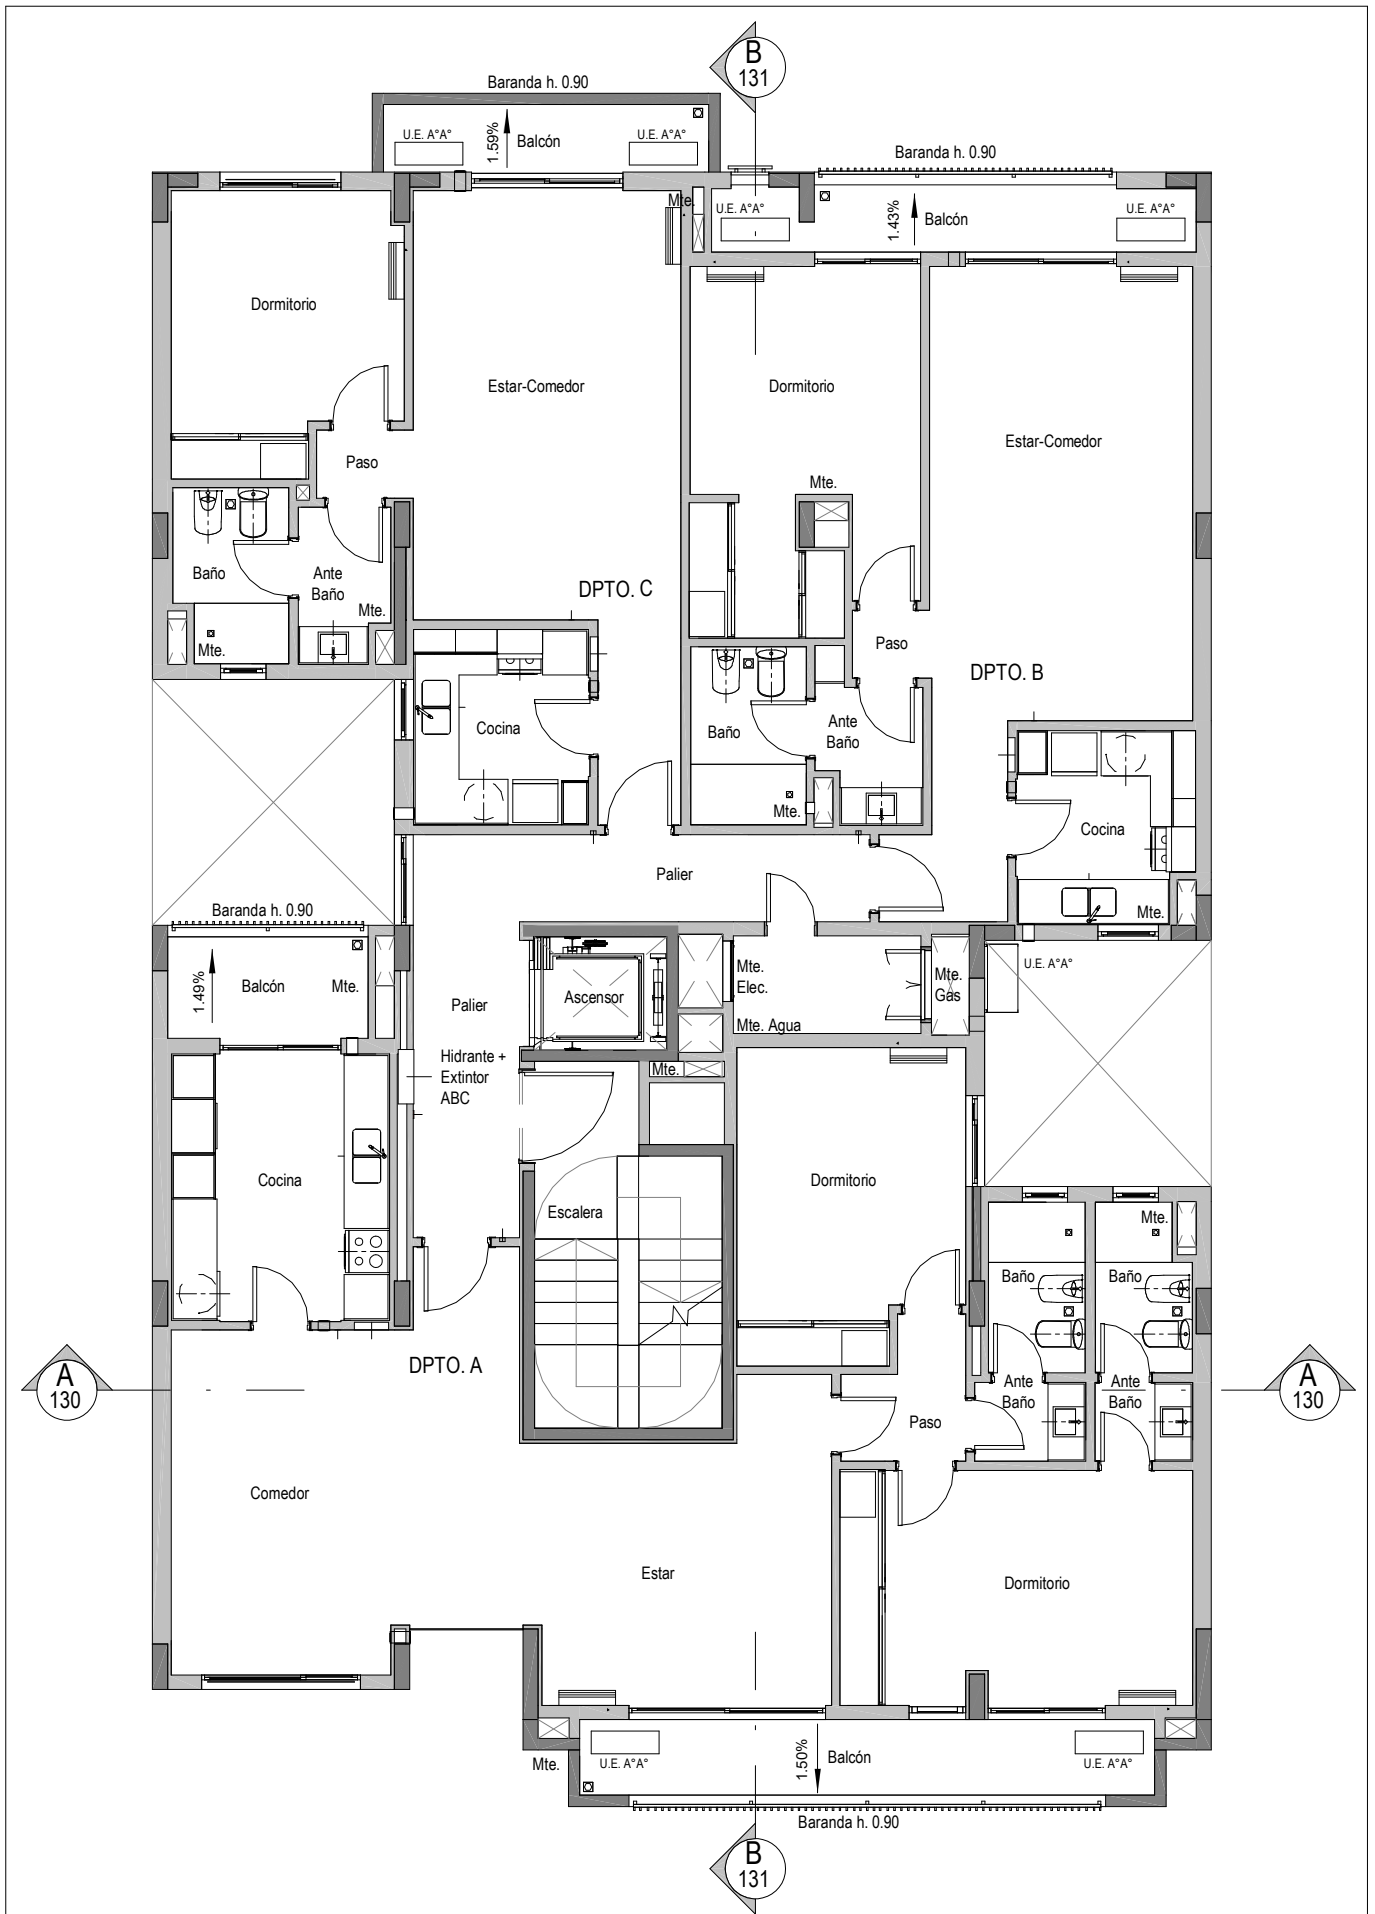 B
131
Baranda h. 0.90
U.E. A°A°
1.59%
Balcón
U.E. A°A°
Baranda h. 0.90
Mte.
U.E. A°A°
1.43%
Balcón
U.E. A°A°
Dormitorio
Estar-Comedor
Dormitorio
Estar-Comedor
Paso
Mte.
Baño
Ante
Baño
Mte.
Mte.
DPTO. C
Paso
DPTO. B
Cocina
Baño
Ante
Baño
Mte.
Cocina
Mte.
Palier
Baranda h. 0.90
1.49%
Balcón
Mte.
Palier
Ascensor
Mte.
Elec.
Mte. Agua
Mte.
Gas
U.E. A°A°
Hidrante +
Extintor
ABC
Mte.
Cocina
Escalera
Dormitorio
Mte.
Baño
Baño
DPTO. A
A
130
A
130
Ante
Baño
Ante
Baño
Paso
Comedor
Estar
Dormitorio
Mte.
U.E. A°A°
1.50%
Balcón
U.E. A°A°
Baranda h. 0.90
B
131